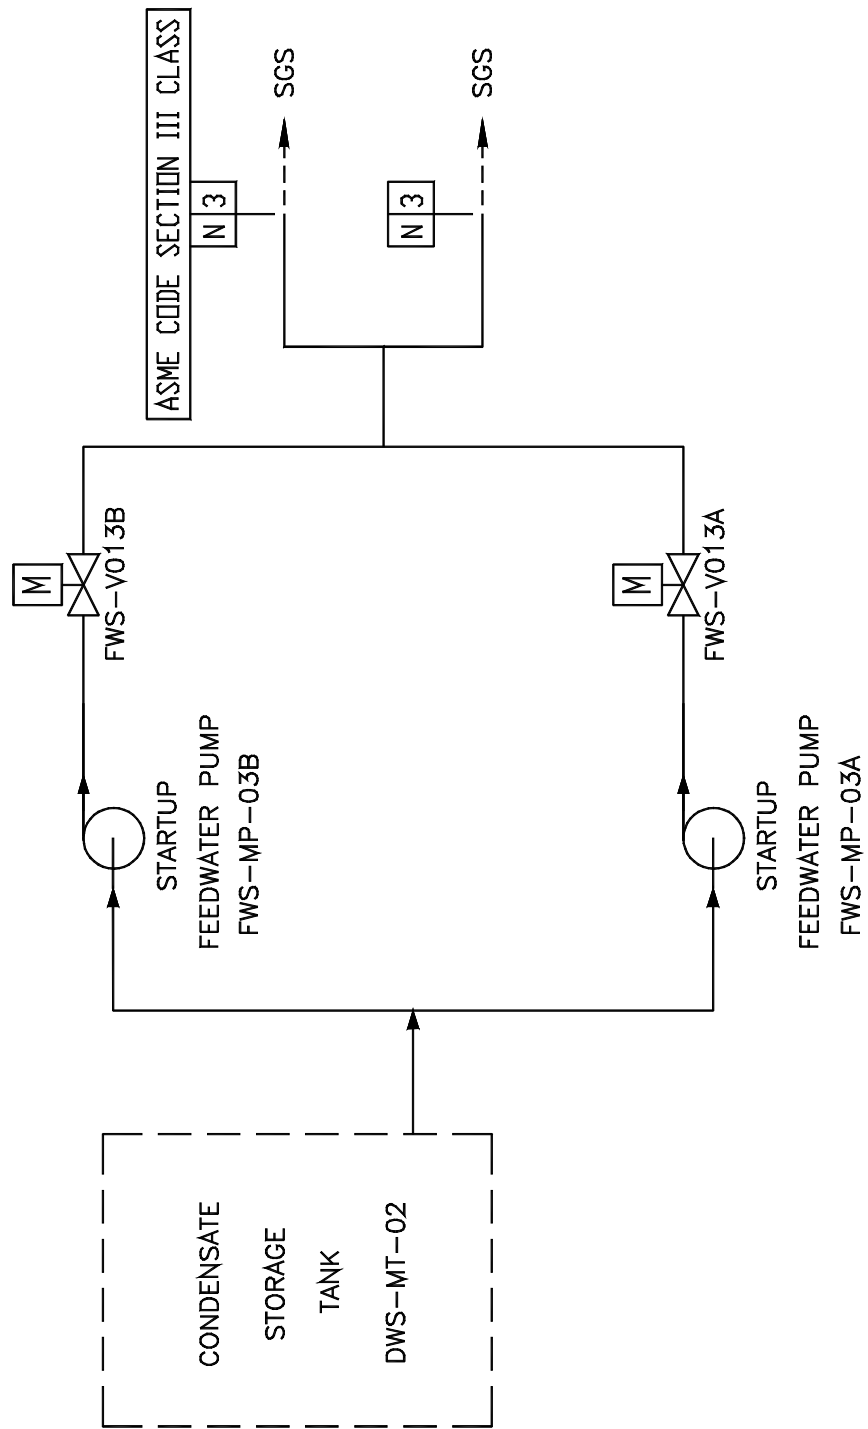 CONDENSATE
STORAGE
TANK
DWS-MT-02
STARTUP
FEEDWATER PUMP
FWS-MP-03B
STARTUP
FEEDWATER PUMP
FWS-MP-03A
M
FWS-V013B
M
FWS-V013A
ASME CODE SECTION III CLASS
N 3
SGS
N 3
SGS